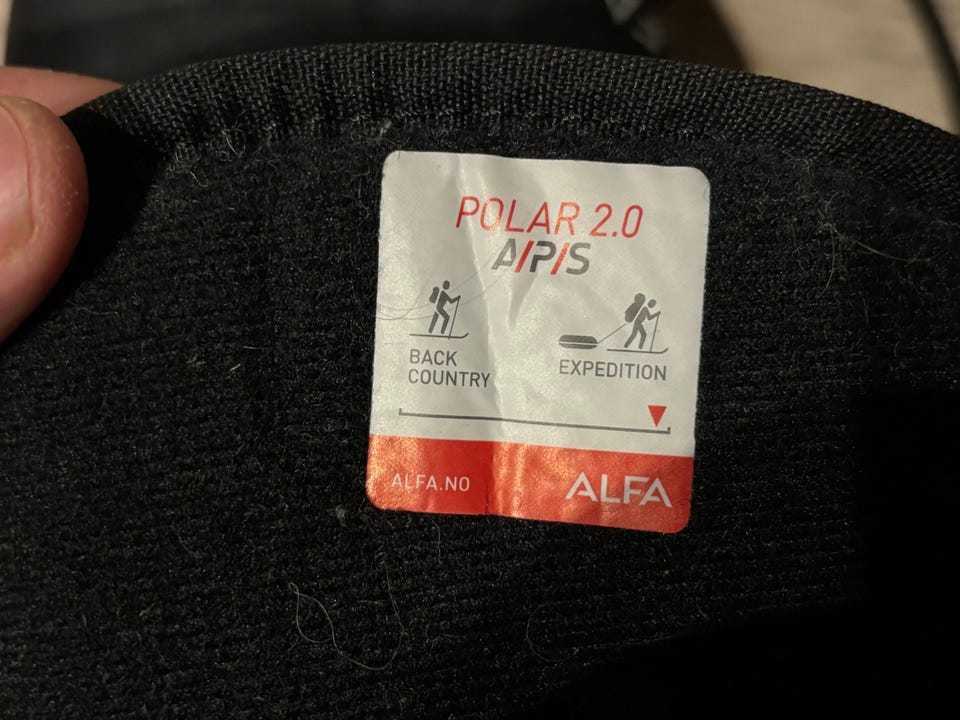 POLAR 2.0
A/P/S
BACK
COUNTRY
EXPEDITION
ALFA.NO
ALFA